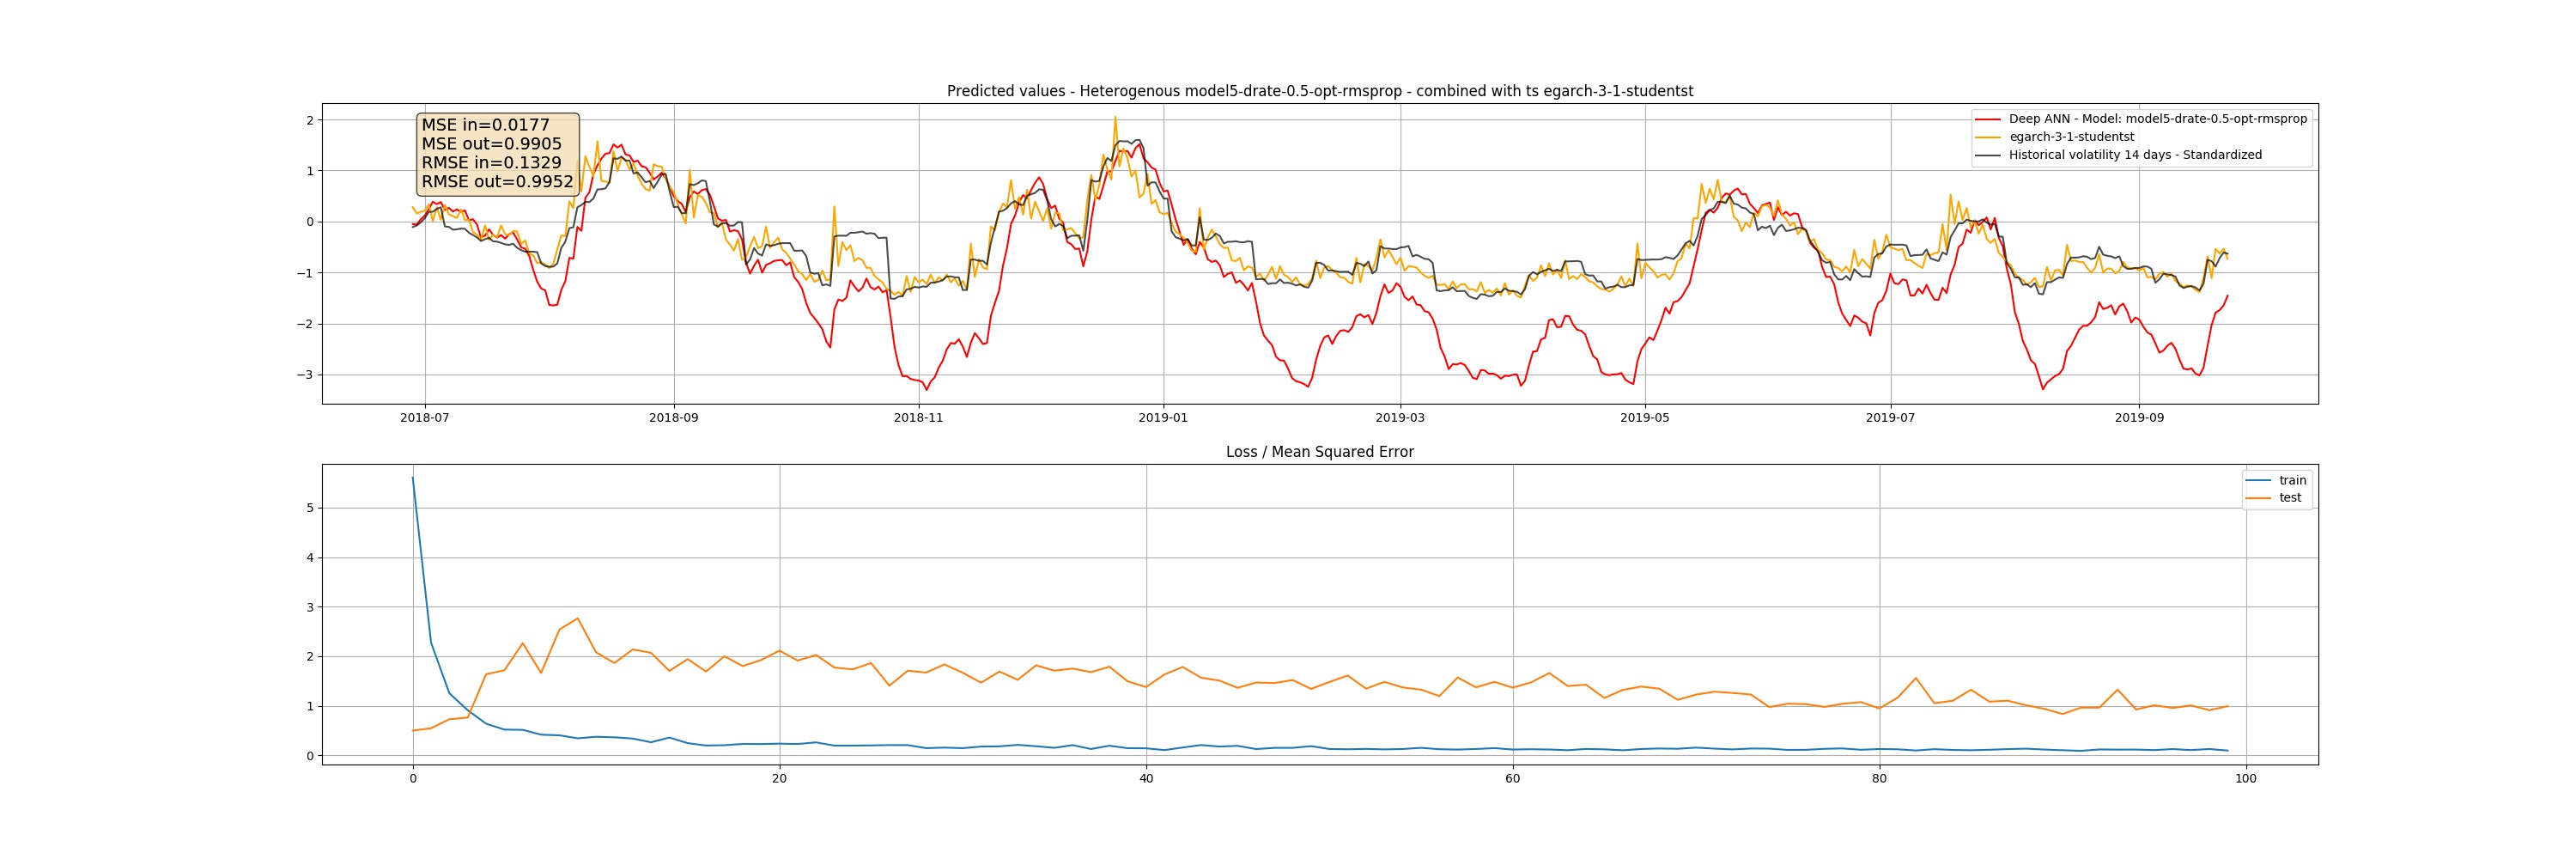 Predicted values - Heterogenous model5-drate-0.5-opt-rmsprop - combined with ts egarch-3-1-studentst
MSE in=0.0177
MSE out=0.9905
RMSE in=0.1329
RMSE out=0.9952
Deep ANN - Model: model5-drate-0.5-opt-rmsprop
egarch-3-1-studentst
Historical volatility 14 days - Standardized
2
1
0
−1
−2
−3
2018-07 2018-09 2018-11 2019-01 2019-03 2019-05 2019-07 2019-09
Loss / Mean Squared Error
train
test
5
4
3
2
1
0
0 20 40 60 80 100